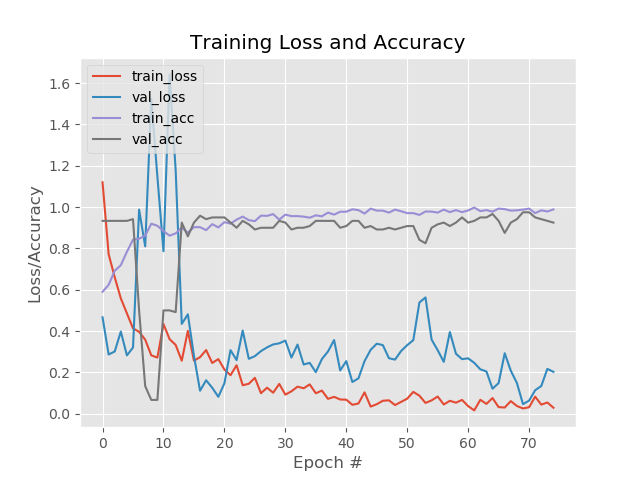 Training Loss and Accuracy
train_loss
val_loss
train_acc
val_acc
1.6
1.4
1.2
1.0
0.8
0.6
0.4
0.2
0.0
Loss/Accuracy
0 10 20 30 40 50 60 70
Epoch #